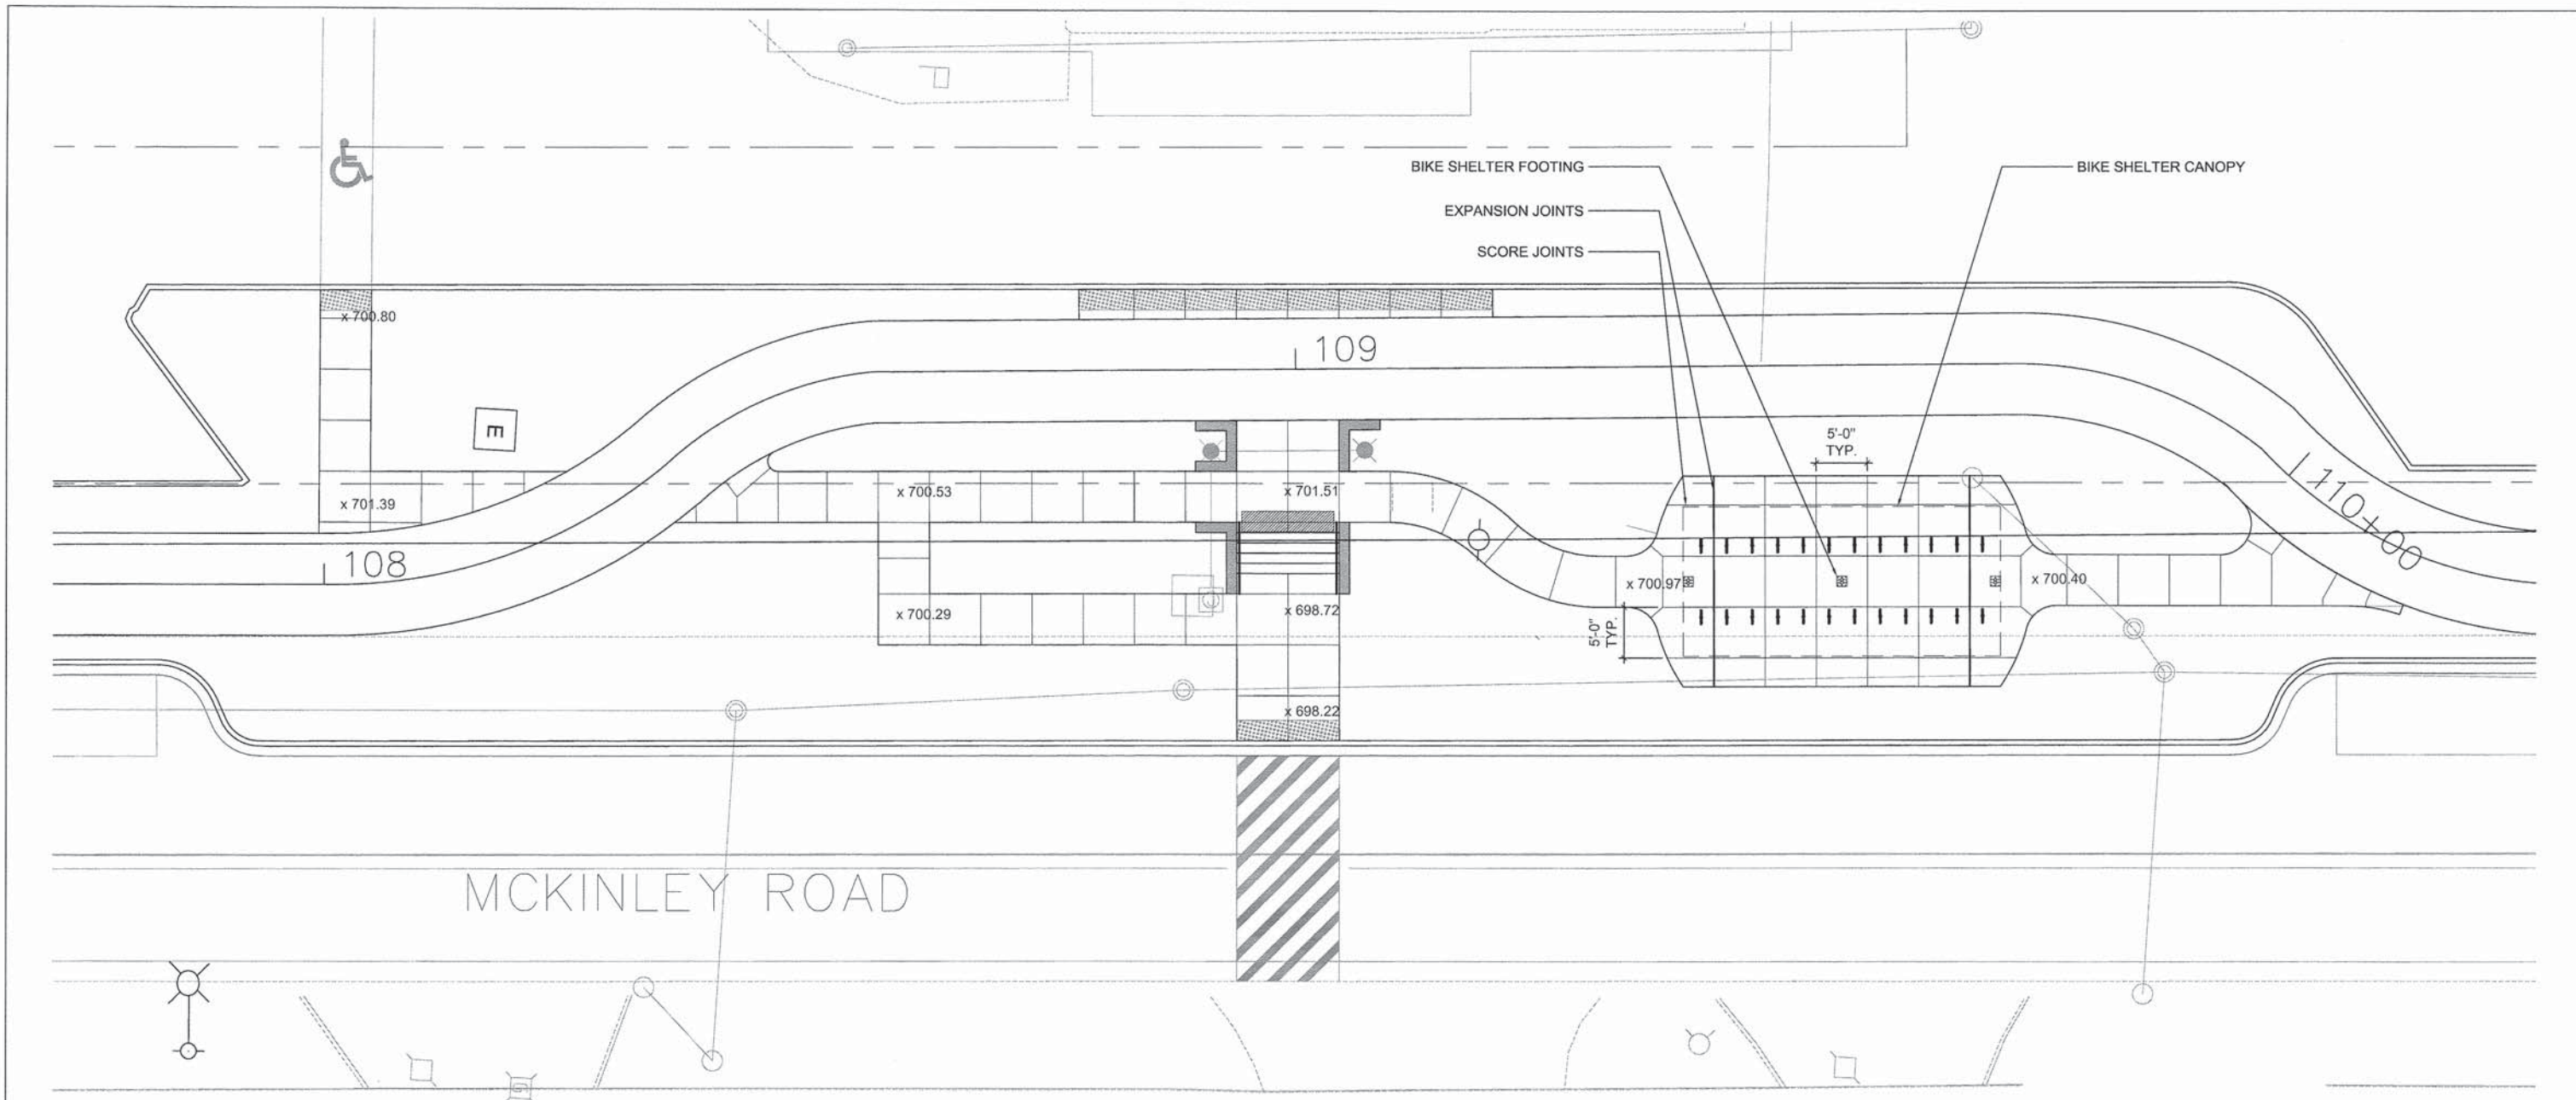 BIKE SHELTER FOOTING
BIKE SHELTER CANOPY
EXPANSION JOINTS
SCORE JOINTS
x 700.80
109
E
5'-0"
TYP.
x 701.39
x 700.53
x 701.51
110+00
108
x 700.97
x 700.40
x 700.29
x 698.72
5'-0"
TYP.
x 698.22
MCKINLEY ROAD
G